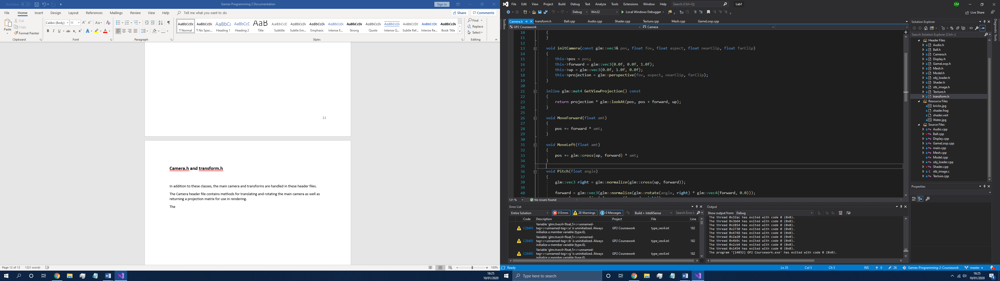 AutoSave Off
Games Programming 2 Documentation
Sign in
File Home Insert Design Layout References Mailings Review View Help Tell me what you want to do
Share Comments
Paste
Cut
Copy
Format Painter
Calibri (Body) 11
Normal
No Spac...
Heading 1
Heading 2
Title
Subtitle
Subtle Em...
Emphasis
Intense E...
Strong
Quote
Intense Q...
Subtle Ref...
Intense Re...
Book Title
Find
Replace
Select
Clipboard Font Paragraph Styles Editing
11
Camera.h and transform.h
In addition to these classes, the main camera and transforms are handled in these header files.
The Camera header file contains methods for translating and rotating the main camera as well as
returning a projection matrix for use in rendering.
The
Page 12 of 13 1321 words
100%
16:25
10/01/2020
File Edit View Project Build Debug Test Analyze Tools Extensions Window Help Search (Ctrl+Q) Lab1
SM
Debug Win32 Local Windows Debugger
Live Share
Toolbox
Camera.h transform.h Ball.cpp Audio.cpp Shader.cpp Texture.cpp Mesh.cpp GameLoop.cpp
GP2 Coursework Camera
10 {
11 }
12
13 void initCamera(const glm::vec3& pos, float fov, float aspect, float nearClip, float farClip)
14 {
15 this->pos = pos;
16 this->forward = glm::vec3(0.0f, 0.0f, 1.0f);
17 this->up = glm::vec3(0.0f, 1.0f, 0.0f);
18 this->projection = glm::perspective(fov, aspect, nearClip, farClip);
19 }
20
21 inline glm::mat4 GetViewProjection() const
22 {
23 return projection * glm::lookAt(pos, pos + forward, up);
24 }
25
26 void MoveForward(float amt)
27 {
28 pos += forward * amt;
29 }
30
31 void MoveLeft(float amt)
32 {
33 pos += glm::cross(up, forward) * amt;
34 }
35
36 void Pitch(float angle)
37 {
38 glm::vec3 right = glm::normalize(glm::cross(up, forward));
39
40 forward = glm::vec3(glm::normalize(glm::rotate(angle, right) * glm::vec4(forward, 0.0)));
121 % No issues found
Error List
Entire Solution 0 Errors 28 Warnings 0 Messages Build + IntelliSense Search Error L
Code Description Project File Line
C26495 Variable 'glm::tvec4<float,5>::<unnamed-
tag>::<unnamed-tag>::a' is uninitialized. Always
initialize a member variable (type.6).
GP2 Coursework type_vec4.inl 182
C26495 Variable 'glm::tvec4<float,5>::<unnamed-
tag>::<unnamed-tag>::b' is uninitialized. Always
initialize a member variable (type.6).
GP2 Coursework type_vec4.inl 182
C26495 Variable 'glm::tvec4<float,5>::<unnamed-
tag>::<unnamed-tag>::g' is uninitialized. Always
initialize a member variable (type.6).
GP2 Coursework type_vec4.inl 182
Output
Show output from: Debug
The thread 0x32ac has exited with code 0 (0x0).
The thread 0x3b64 has exited with code 0 (0x0).
The thread 0x1014 has exited with code 0 (0x0).
The thread 0x2730 has exited with code 0 (0x0).
The thread 0x4748 has exited with code 0 (0x0).
The thread 0x2a20 has exited with code 0 (0x0).
The thread 0x4b9c has exited with code 0 (0x0).
The thread 0x2cb4 has exited with code 0 (0x0).
The thread 0x1454 has exited with code 0 (0x0).
The program '[14032] GP2 Coursework.exe' has exited with code 0 (0x0).
Solution Explorer
Search Solution Explorer (Ctrl+;)
Header Files
Audio.h
Ball.h
Camera.h
Display.h
GameLoop.h
Mesh.h
Model.h
obj_loader.h
Shader.h
stb_image.h
Texture.h
transform.h
Resource Files
bricks.jpg
shader.frag
shader.vert
Water.jpg
Source Files
Audio.cpp
Ball.cpp
Display.cpp
GameLoop.cpp
main.cpp
Mesh.cpp
Model.cpp
obj_loader.cpp
Shader.cpp
stb_image.c
Texture.cpp
Properties
Diagnostic Tools
Ready Ln 35 Col 5 Ch 5 INS 0 26 Games-Programming-2-Coursework master
Type here to search
16:25
10/01/2020